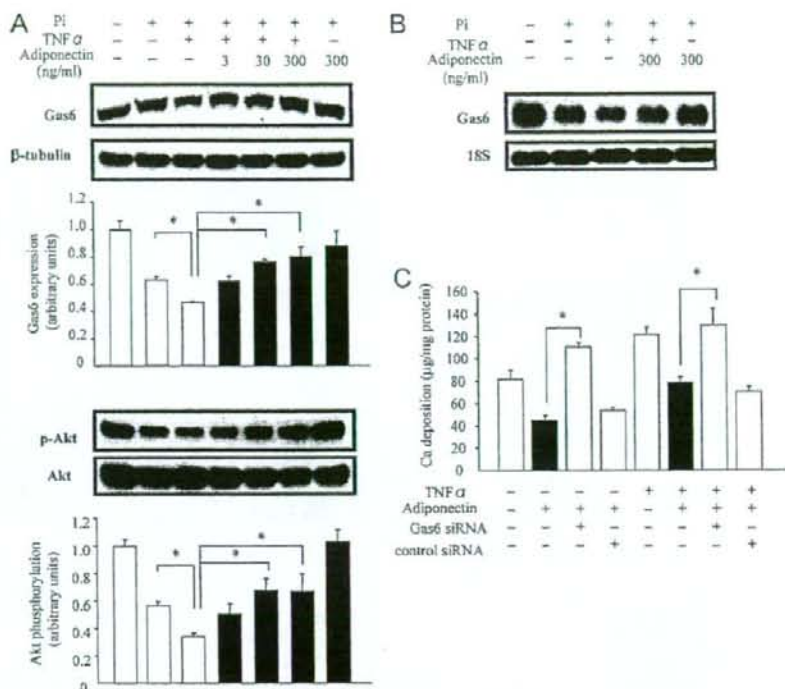 A
Pi – + + + + + +
TNFα – – + + + + –
Adiponectin – – – 3 30 300 300
(ng/ml)
Gas6
β-tubulin
Gas6 expression
(arbitrary units)
1.2
1.0
0.8
0.6
0.4
0.2
0
* * *
p-Akt
Akt
Akt phosphorylation
(arbitrary units)
1.2
1.0
0.8
0.6
0.4
0.2
0
* * *
B
Pi – + + + +
TNFα – – + + –
Adiponectin – – – 300 300
(ng/ml)
Gas6
18S
C
Ca deposition (μg/mg protein)
160
140
120
100
80
60
40
20
0
* *
TNFα – – – – + + + +
Adiponectin – + + + – + + +
Gas6 siRNA – – + – – – + –
control siRNA – – – + – – – +